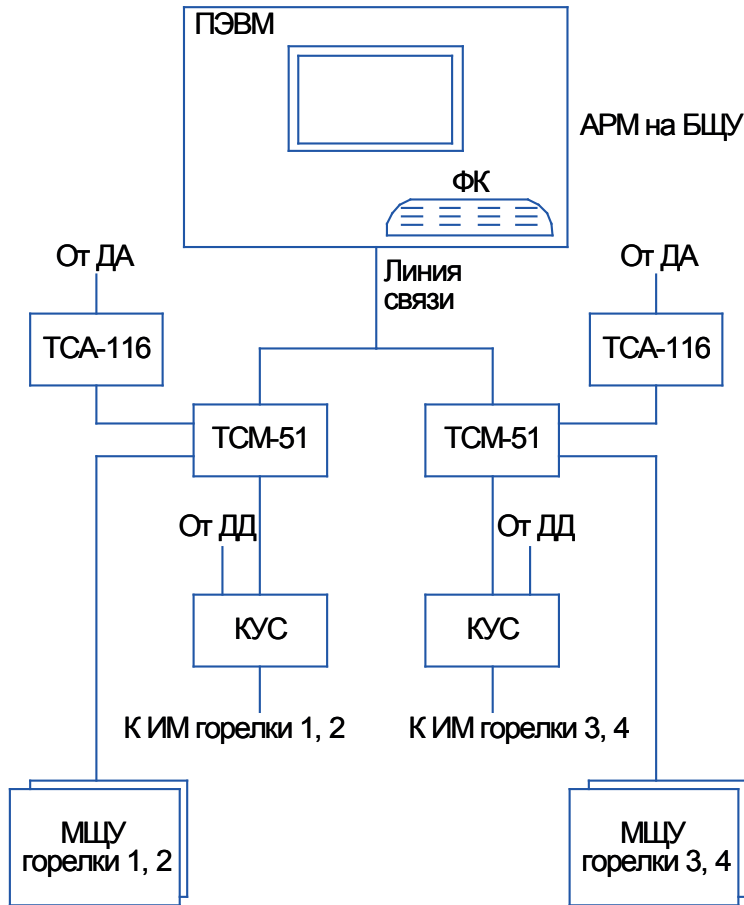 ПЭВМ
АРМ на БЩУ
ФК
Линия
связи
От ДА
От ДА
ТСА-116
ТСА-116
ТСМ-51
ТСМ-51
От ДД
От ДД
КУС
КУС
К ИМ горелки 1, 2
К ИМ горелки 3, 4
МЩУ
горелки 1, 2
МЩУ
горелки 3, 4